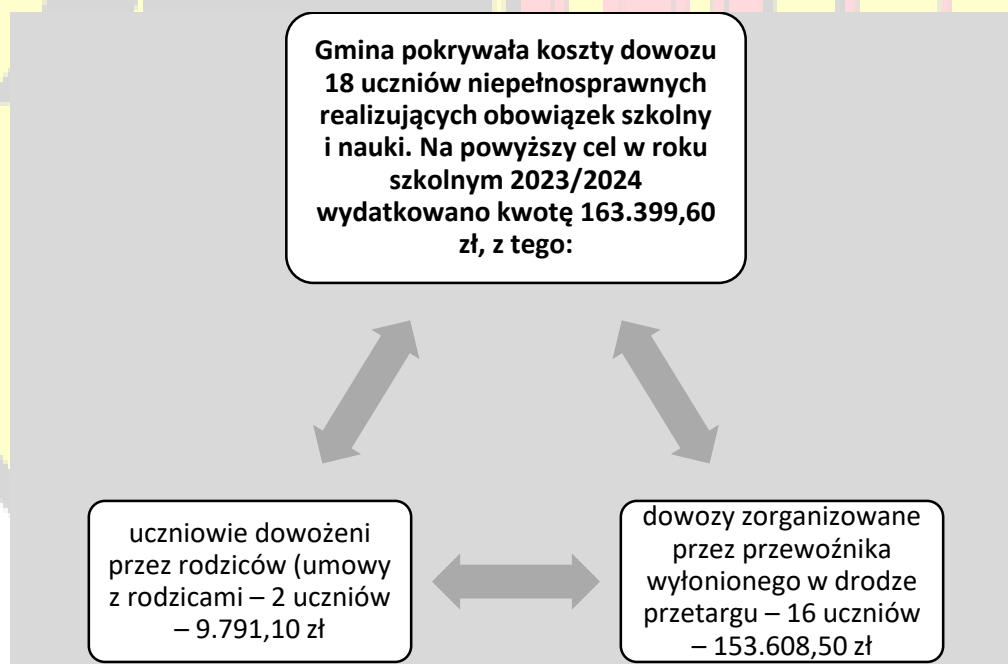 Gmina pokrywała koszty dowozu
18 uczniów niepełnosprawnych
realizujących obowiązek szkolny
i nauki. Na powyższy cel w roku
szkolnym 2023/2024
wydatkowano kwotę 163.399,60
zł, z tego:
uczniowie dowożeni
przez rodziców (umowy
z rodzicami – 2 uczniów
– 9.791,10 zł
dowozy zorganizowane
przez przewoźnika
wyłonionego w drodze
przetargu – 16 uczniów
– 153.608,50 zł